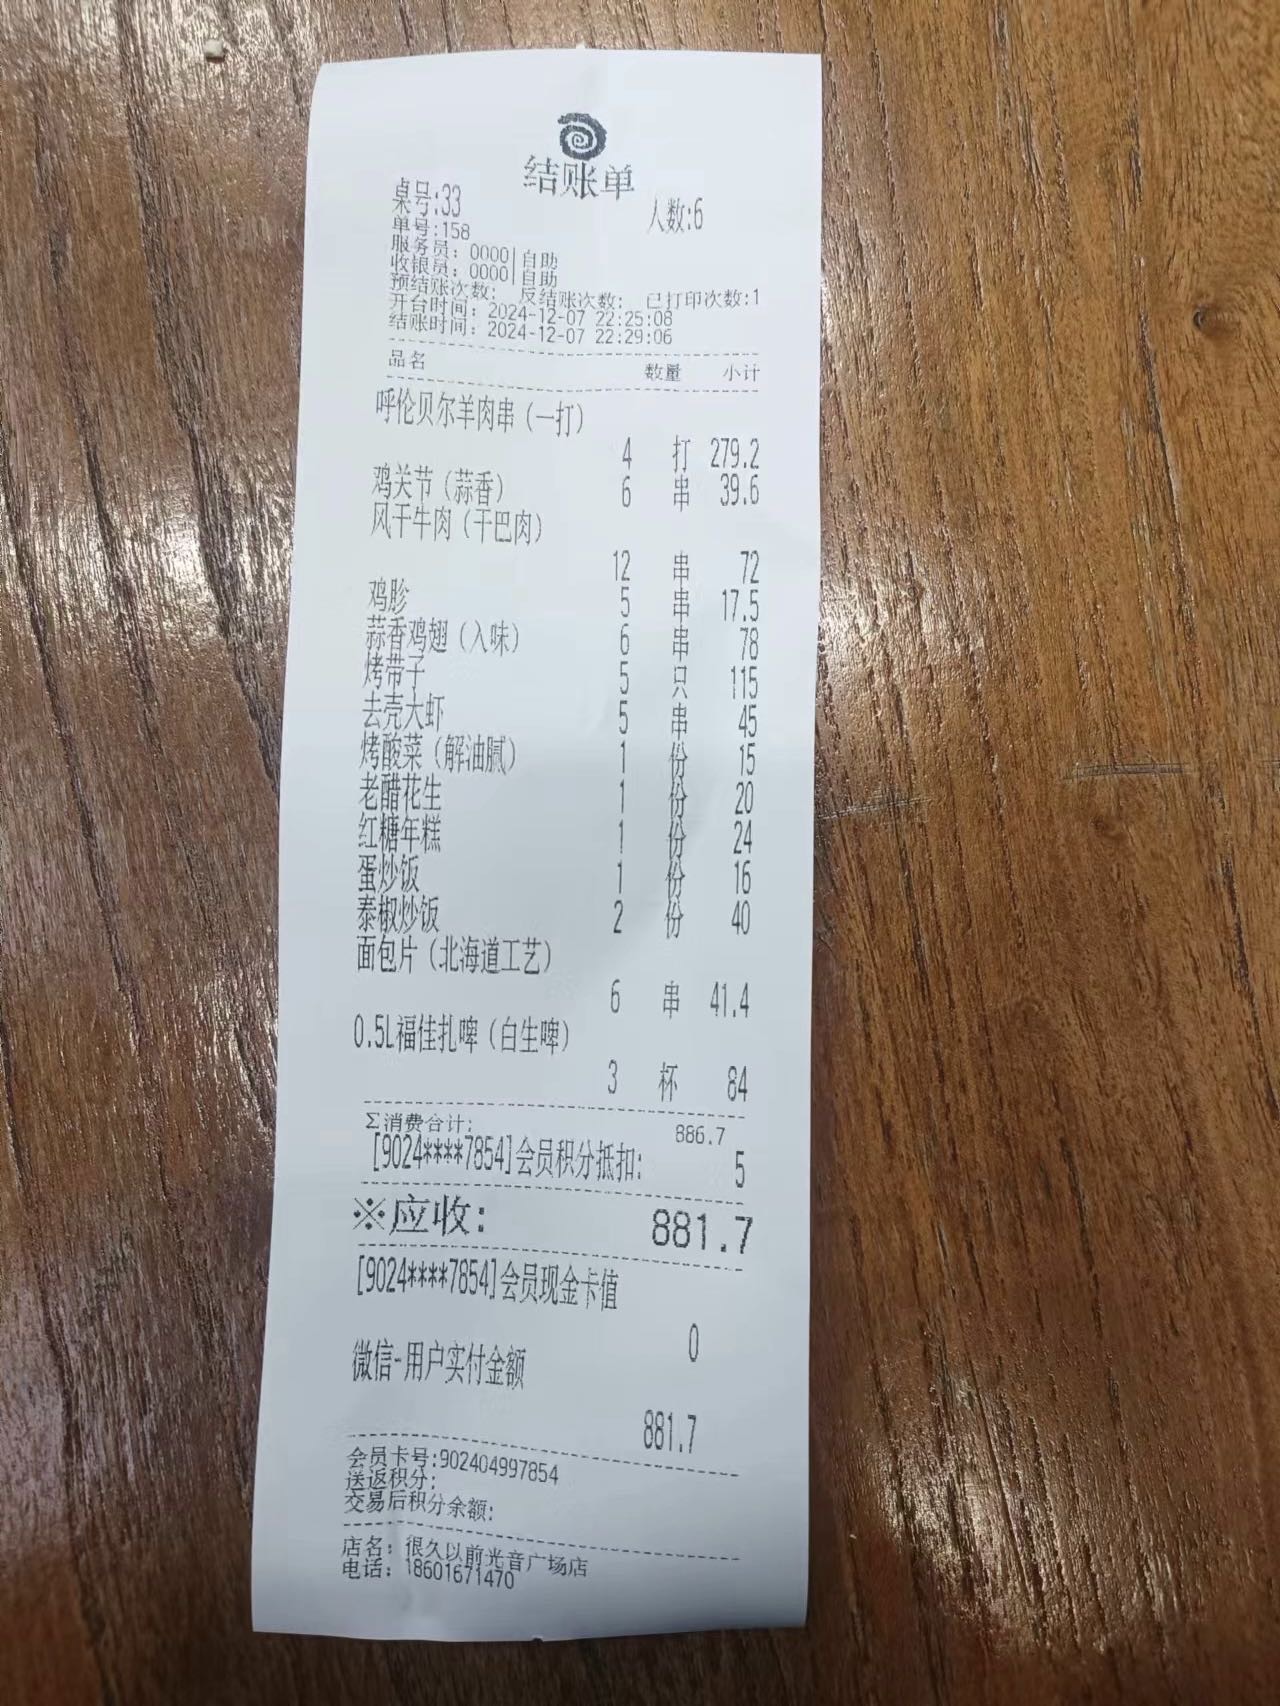 结账单
桌号:33 人数:6
单号:158
服务员: 0000|自助
收银员: 0000|自助
预结账次数: 反结账次数: 已打印次数:1
开台时间: 2024-12-07 22:25:08
结账时间: 2024-12-07 22:29:06
品名 数量 小计
呼伦贝尔羊肉串(一打)
4 打 279.2
鸡关节(蒜香) 6 串 39.6
风干牛肉(干巴肉)
12 串 72
鸡胗 5 串 17.5
蒜香鸡翅(入味) 6 串 78
烤带子 5 只 115
去壳大虾 5 串 45
烤酸菜(解油腻) 1 份 15
老醋花生 1 份 20
红糖年糕 1 份 24
蛋炒饭 1 份 16
泰椒炒饭 2 份 40
面包片(北海道工艺)
6 串 41.4
0.5L福佳扎啤(白生啤)
3 杯 84
Σ消费合计: 886.7
[9024****7854]会员积分抵扣: 5
※应收: 881.7
[9024****7854]会员现金卡值
0
微信-用户实付金额
881.7
会员卡号:902404997854
送返积分:
交易后积分余额:
店名: 很久以前光音广场店
电话: 18601671470